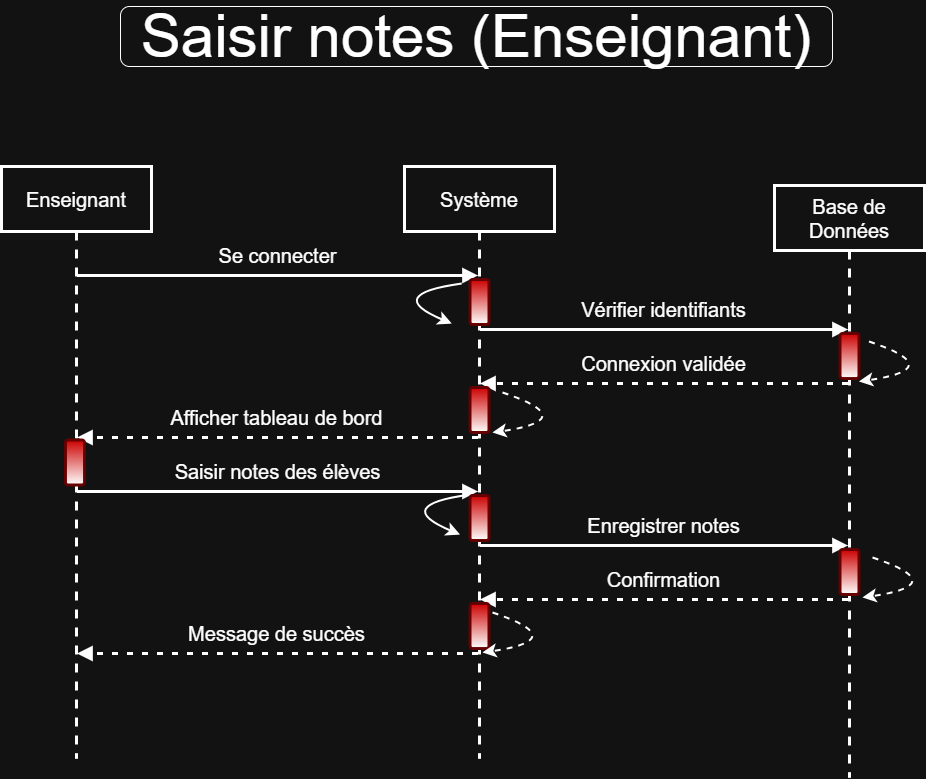 Saisir notes (Enseignant)
Enseignant
Système
Base de
Données
Se connecter
Vérifier identifiants
Connexion validée
Afficher tableau de bord
Saisir notes des élèves
Enregistrer notes
Confirmation
Message de succès